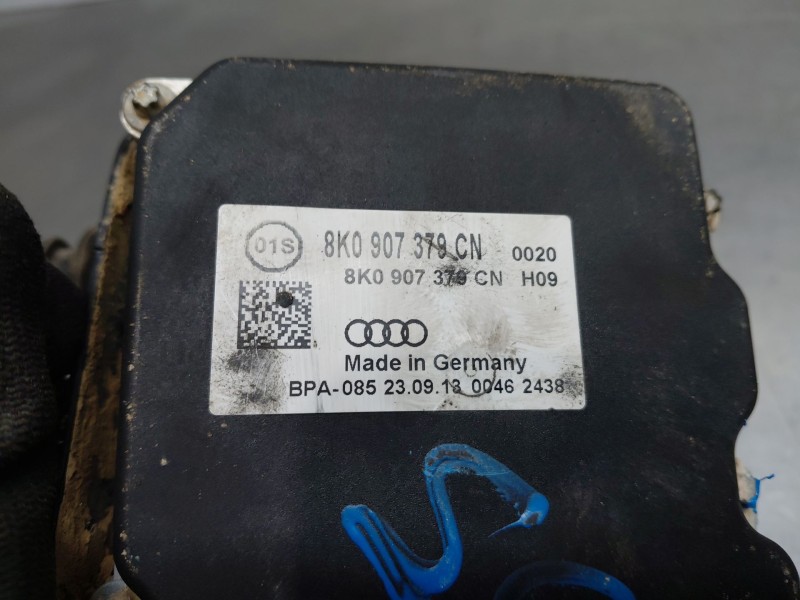 01S
8K0 907 379 CN 0020
8K0 907 379 CN H09
Made in Germany
BPA-085 23.09.13 0046 2438